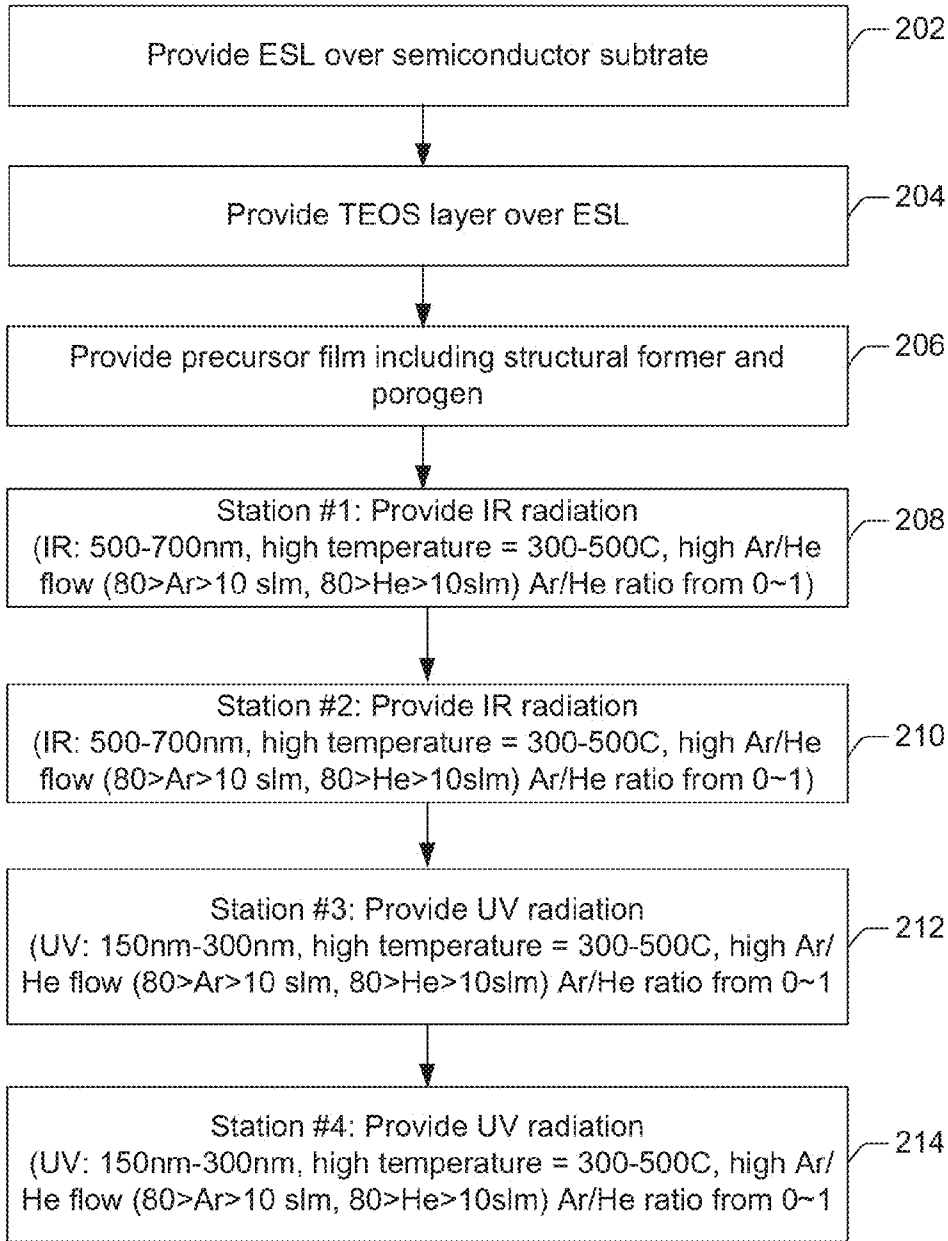 Provide ESL over semiconductor subtrate
202
Provide TEOS layer over ESL
204
Provide precursor film including structural former and
porogen
206
Station #1: Provide IR radiation
(IR: 500-700nm, high temperature = 300-500C, high Ar/He
flow (80>Ar>10 slm, 80>He>10slm) Ar/He ratio from 0~1)
208
Station #2: Provide IR radiation
(IR: 500-700nm, high temperature = 300-500C, high Ar/He
flow (80>Ar>10 slm, 80>He>10slm) Ar/He ratio from 0~1)
210
Station #3: Provide UV radiation
(UV: 150nm-300nm, high temperature = 300-500C, high Ar/
He flow (80>Ar>10 slm, 80>He>10slm) Ar/He ratio from 0~1
212
Station #4: Provide UV radiation
(UV: 150nm-300nm, high temperature = 300-500C, high Ar/
He flow (80>Ar>10 slm, 80>He>10slm) Ar/He ratio from 0~1
214